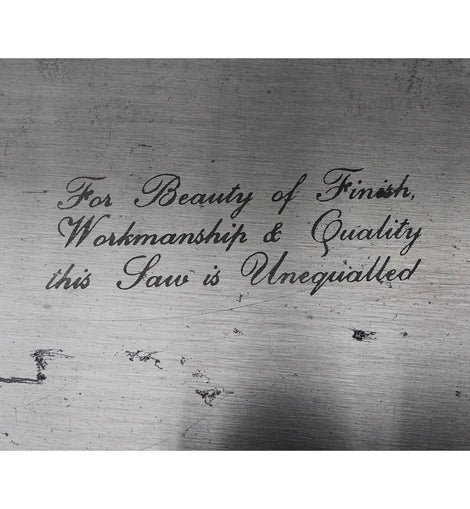 For Beauty of Finish,
Workmanship & Quality
this Saw is Unequalled